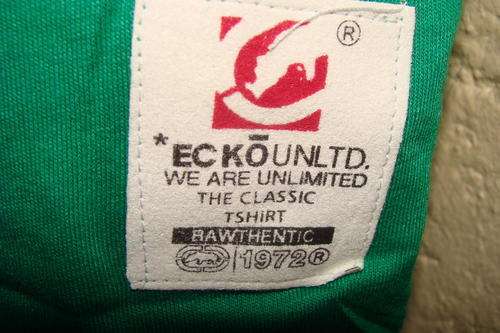 ®
*ECKŌUNLTD.
WE ARE UNLIMITED
THE CLASSIC
TSHIRT
RAWTHENTIC
1972®